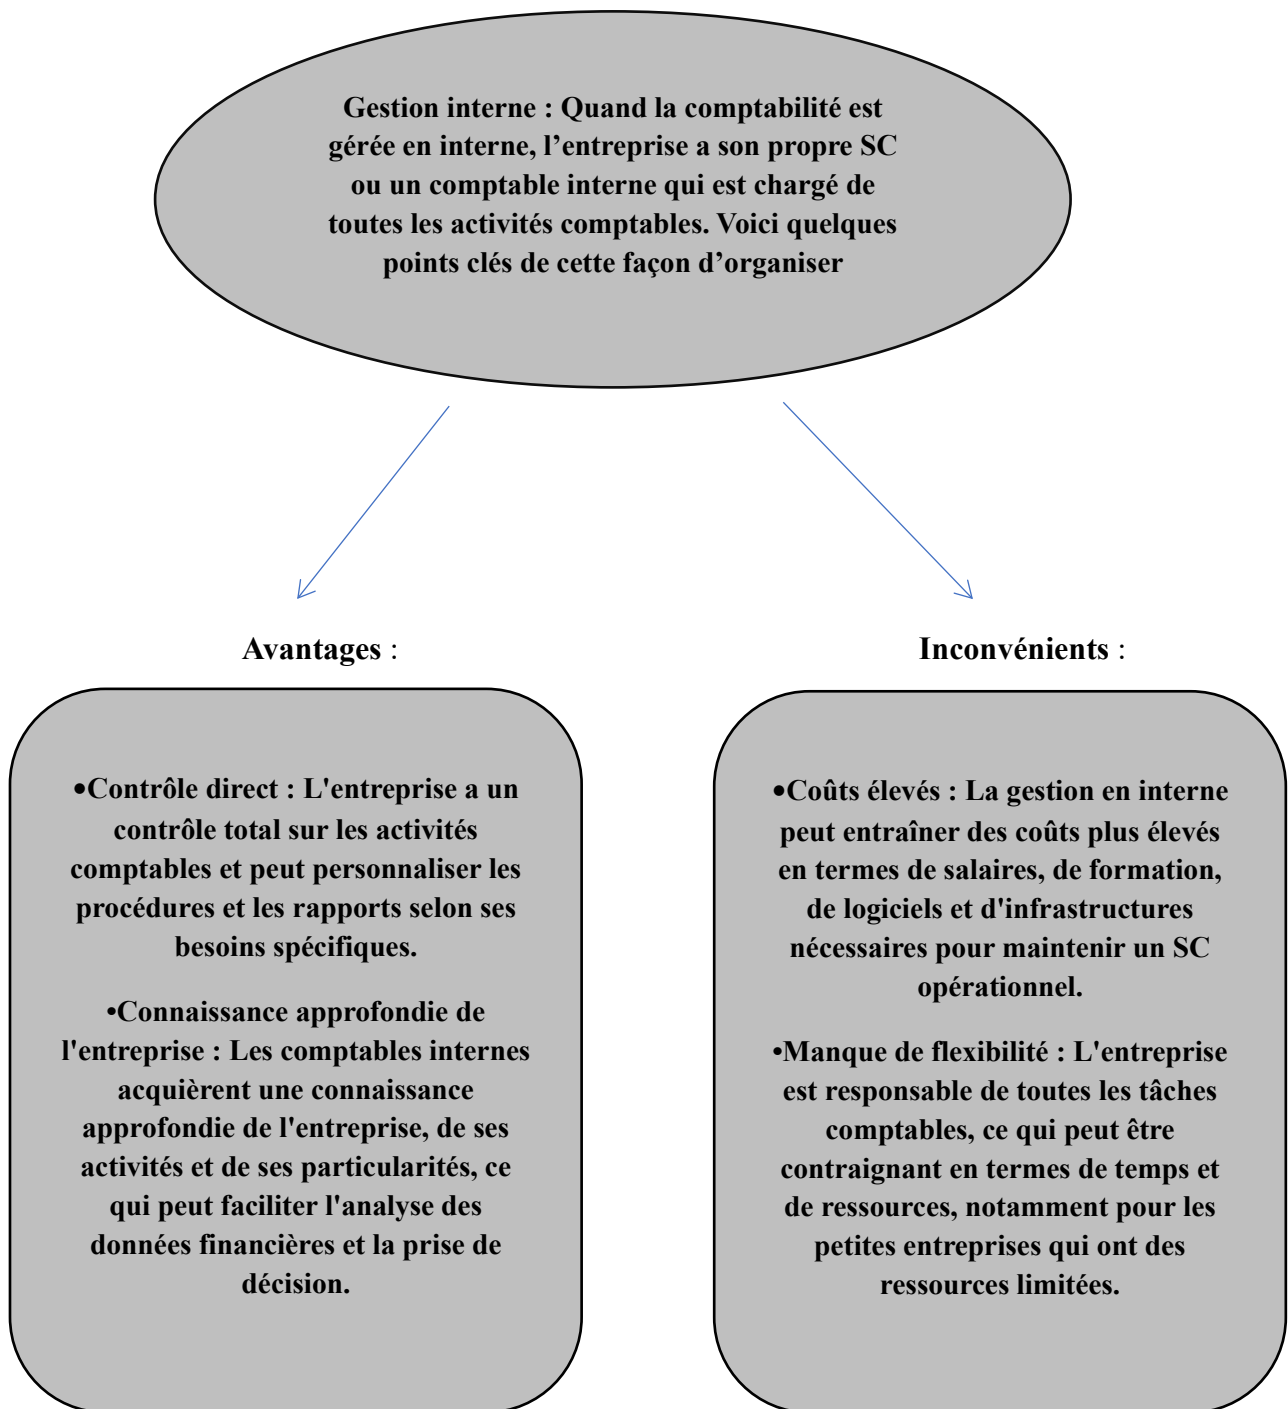 Gestion interne : Quand la comptabilité est
gérée en interne, l’entreprise a son propre SC
ou un comptable interne qui est chargé de
toutes les activités comptables. Voici quelques
points clés de cette façon d’organiser
Avantages :
•Contrôle direct : L'entreprise a un
contrôle total sur les activités
comptables et peut personnaliser les
procédures et les rapports selon ses
besoins spécifiques.
•Connaissance approfondie de
l'entreprise : Les comptables internes
acquièrent une connaissance
approfondie de l'entreprise, de ses
activités et de ses particularités, ce
qui peut faciliter l'analyse des
données financières et la prise de
décision.
Inconvénients :
•Coûts élevés : La gestion en interne
peut entraîner des coûts plus élevés
en termes de salaires, de formation,
de logiciels et d'infrastructures
nécessaires pour maintenir un SC
opérationnel.
•Manque de flexibilité : L'entreprise
est responsable de toutes les tâches
comptables, ce qui peut être
contraignant en termes de temps et
de ressources, notamment pour les
petites entreprises qui ont des
ressources limitées.